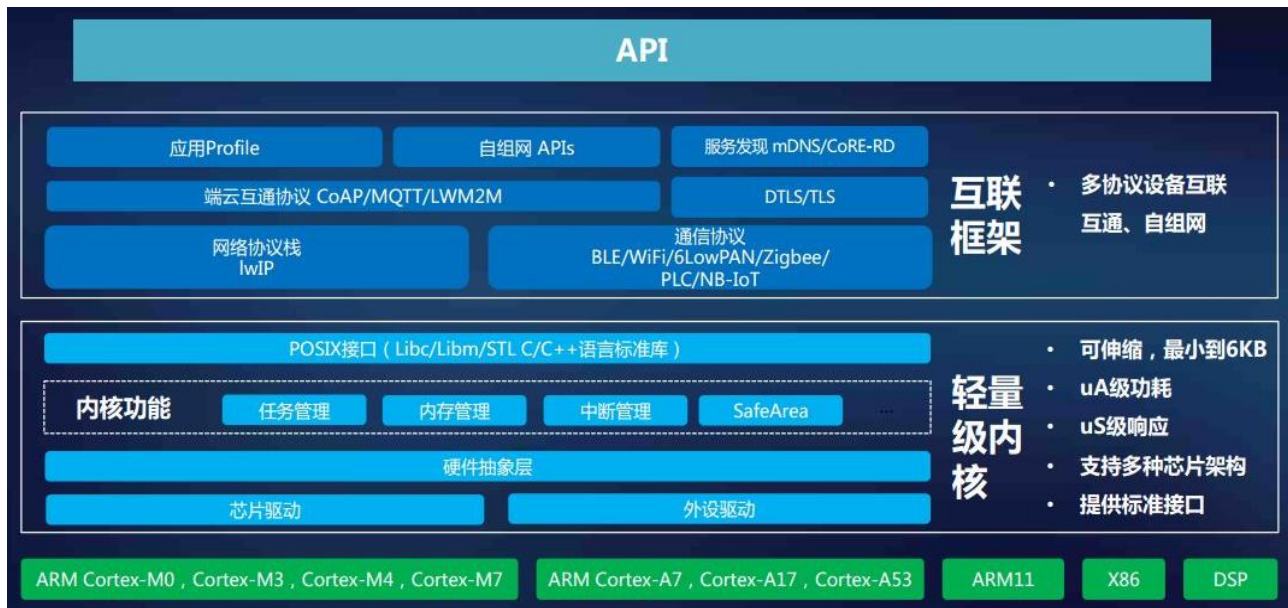 API
应用Profile
自组网 APIs
服务发现 mDNS/CoRE-RD
端云互通协议 CoAP/MQTT/LWM2M
DTLS/TLS
网络协议栈
lwIP
通信协议
BLE/WiFi/6LowPAN/Zigbee/
PLC/NB-IoT
互联
框架
• 多协议设备互联
互通、自组网
POSIX接口（Libc/Libm/STL C/C++语言标准库）
内核功能
任务管理
内存管理
中断管理
SafeArea
...
硬件抽象层
芯片驱动
外设驱动
轻量
级内
核
• 可伸缩，最小到6KB
• uA级功耗
• uS级响应
• 支持多种芯片架构
• 提供标准接口
ARM Cortex-M0，Cortex-M3，Cortex-M4，Cortex-M7
ARM Cortex-A7，Cortex-A17，Cortex-A53
ARM11
X86
DSP